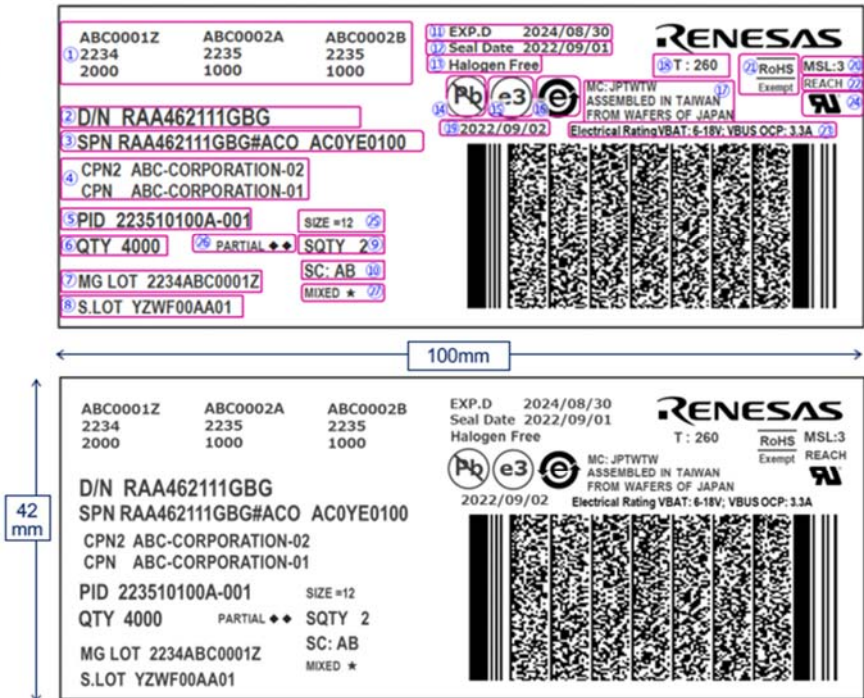 ABC0001Z ABC0002A ABC0002B
① 2234 2235 2235
2000 1000 1000
② D/N RAA462111GBG
③ SPN RAA462111GBG#ACO AC0YE0100
④ CPN2 ABC-CORPORATION-02
CPN ABC-CORPORATION-01
⑤ PID 223510100A-001 SIZE =12 ㉕
⑥ QTY 4000 ㉖ PARTIAL ◆ ◆ SQTY 2 ⑨
SC: AB ⑩
⑦ MG LOT 2234ABC0001Z MIXED ★ ㉗
⑧ S.LOT YZWF00AA01
⑪ EXP.D 2024/08/30
⑫ Seal Date 2022/09/01
⑬ Halogen Free
RENESAS
⑱ T : 260 ㉑ RoHS Exempt MSL:3 ⑳
REACH ㉒
⑭ Pb ⑮ e3 ⑯ e
MC: JPTWTW ⑰
ASSEMBLED IN TAIWAN
FROM WAFERS OF JAPAN
RU ㉔
⑲ 2022/09/02 Electrical Rating VBAT: 6-18V; VBUS OCP: 3.3A ㉓
100mm
42 mm
ABC0001Z ABC0002A ABC0002B
2234 2235 2235
2000 1000 1000
D/N RAA462111GBG
SPN RAA462111GBG#ACO AC0YE0100
CPN2 ABC-CORPORATION-02
CPN ABC-CORPORATION-01
PID 223510100A-001 SIZE =12
QTY 4000 PARTIAL ◆ ◆ SQTY 2
SC: AB
MG LOT 2234ABC0001Z MIXED ★
S.LOT YZWF00AA01
EXP.D 2024/08/30
Seal Date 2022/09/01
Halogen Free
RENESAS
T : 260 RoHS Exempt MSL:3
REACH
Pb e3 e
MC: JPTWTW
ASSEMBLED IN TAIWAN
FROM WAFERS OF JAPAN
RU
2022/09/02 Electrical Rating VBAT: 6-18V; VBUS OCP: 3.3A